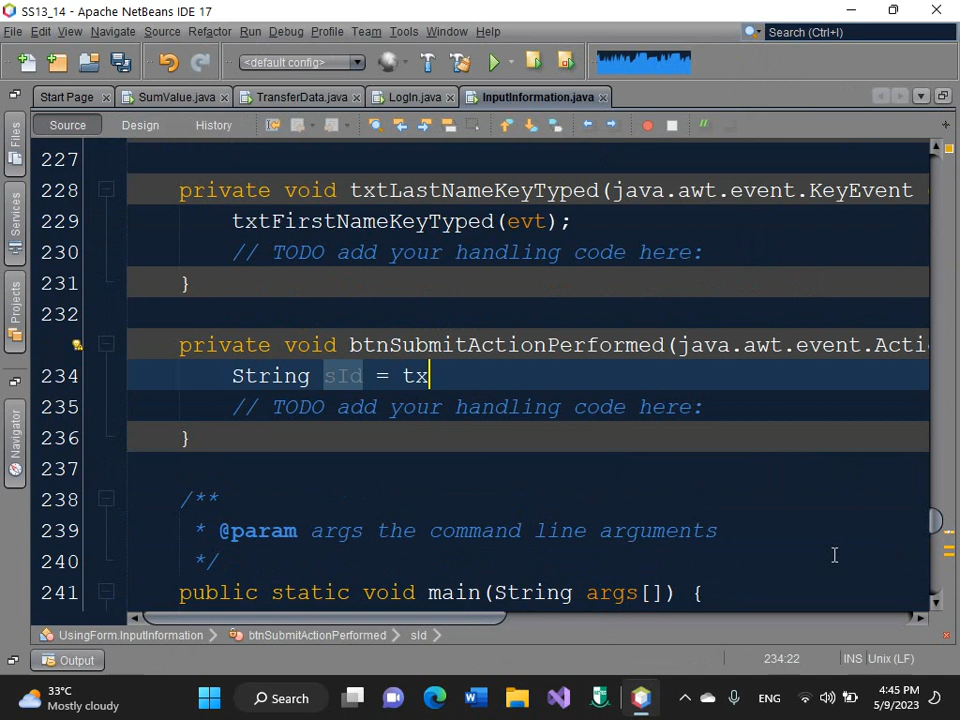 SS13_14 - Apache NetBeans IDE 17
File Edit View Navigate Source Refactor Run Debug Profile Team Tools Window Help
Search (Ctrl+I)
<default config>
Start Page SumValue.java TransferData.java LogIn.java InputInformation.java
Source Design History
Files
Services
Projects
Navigator
227
228 private void txtLastNameKeyTyped(java.awt.event.KeyEvent
229 txtFirstNameKeyTyped(evt);
230 // TODO add your handling code here:
231 }
232
private void btnSubmitActionPerformed(java.awt.event.Acti
234 String sId = tx
235 // TODO add your handling code here:
236 }
237
238 /**
239 * @param args the command line arguments
240 */
241 public static void main(String args[]) {
UsingForm.InputInformation btnSubmitActionPerformed sId
Output
234:22 INS Unix (LF)
33°C
Mostly cloudy
Search
ENG
4:45 PM
5/9/2023